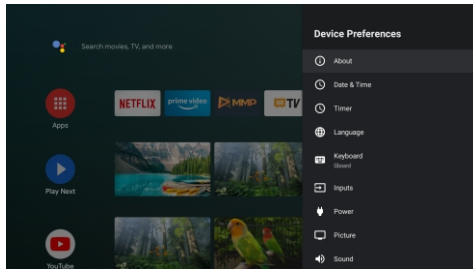 Search movies, TV, and more
Apps
NETFLIX
prime video
MMP
TV
Play Next
YouTube
Device Preferences
About
Date & Time
Timer
Language
Keyboard
Gboard
Inputs
Power
Picture
Sound